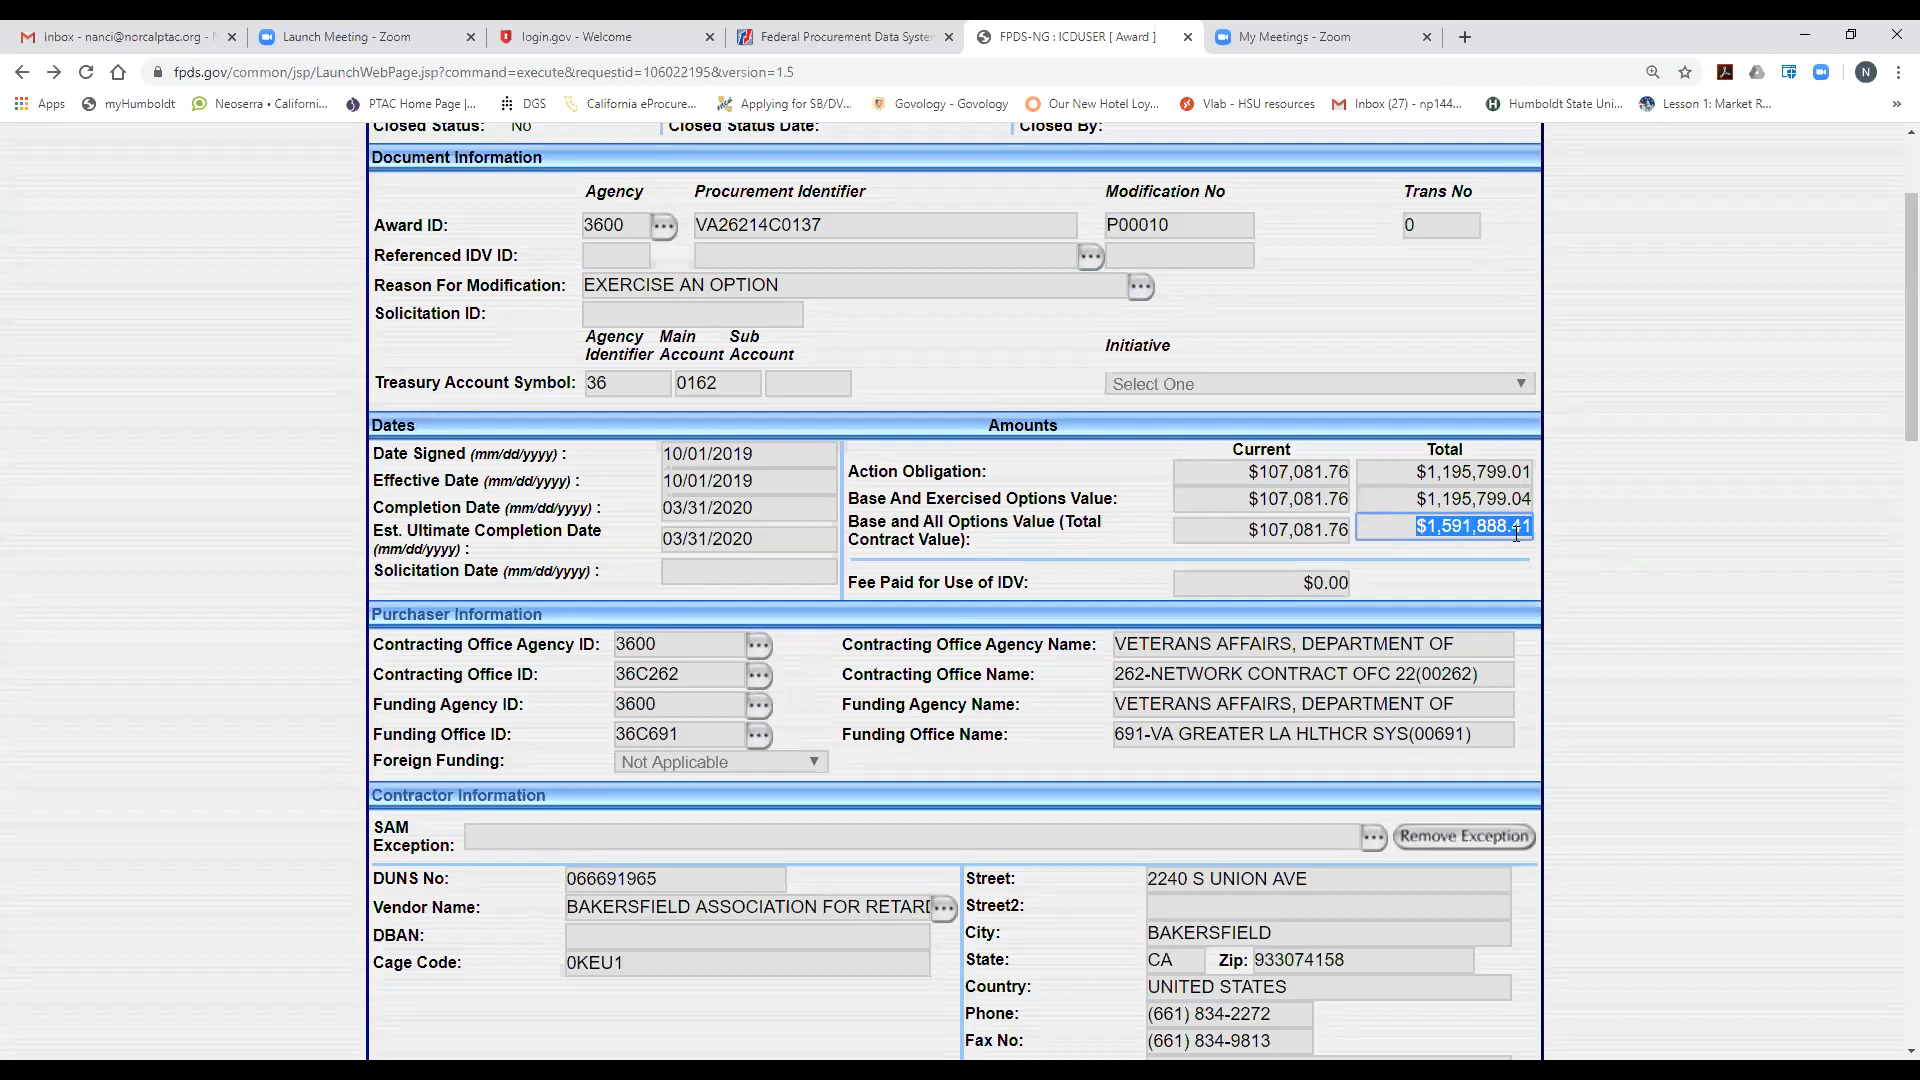 Inbox - nanci@norcalptac.org - N Launch Meeting - Zoom login.gov - Welcome Federal Procurement Data System FPDS-NG : ICDUSER [ Award ] My Meetings - Zoom
fpds.gov/common/jsp/LaunchWebPage.jsp?command=execute&requestid=106022195&version=1.5 N
Apps myHumboldt Neoserra • Californi... PTAC Home Page |... DGS California eProcure... Applying for SB/DV... Govology - Govology Our New Hotel Loy... Vlab - HSU resources Inbox (27) - np144... Humboldt State Uni... Lesson 1: Market R... »
Closed Status: No Closed Status Date: Closed By:
Document Information
Agency Procurement Identifier Modification No Trans No
Award ID: 3600 VA26214C0137 P00010 0
Referenced IDV ID:
Reason For Modification: EXERCISE AN OPTION
Solicitation ID:
Agency Main Sub
Identifier Account Account Initiative
Treasury Account Symbol: 36 0162 Select One
Dates Amounts
Current Total
Date Signed (mm/dd/yyyy) : 10/01/2019 Action Obligation: $107,081.76 $1,195,799.01
Effective Date (mm/dd/yyyy) : 10/01/2019 Base And Exercised Options Value: $107,081.76 $1,195,799.04
Completion Date (mm/dd/yyyy) : 03/31/2020 Base and All Options Value (Total
Contract Value): $107,081.76 $1,591,888.41
Est. Ultimate Completion Date
(mm/dd/yyyy) : 03/31/2020
Solicitation Date (mm/dd/yyyy) : Fee Paid for Use of IDV: $0.00
Purchaser Information
Contracting Office Agency ID: 3600 Contracting Office Agency Name: VETERANS AFFAIRS, DEPARTMENT OF
Contracting Office ID: 36C262 Contracting Office Name: 262-NETWORK CONTRACT OFC 22(00262)
Funding Agency ID: 3600 Funding Agency Name: VETERANS AFFAIRS, DEPARTMENT OF
Funding Office ID: 36C691 Funding Office Name: 691-VA GREATER LA HLTHCR SYS(00691)
Foreign Funding: Not Applicable
Contractor Information
SAM
Exception: Remove Exception
DUNS No: 066691965 Street: 2240 S UNION AVE
Vendor Name: BAKERSFIELD ASSOCIATION FOR RETARD Street2:
DBAN: City: BAKERSFIELD
Cage Code: 0KEU1 State: CA Zip: 933074158
Country: UNITED STATES
Phone: (661) 834-2272
Fax No: (661) 834-9813